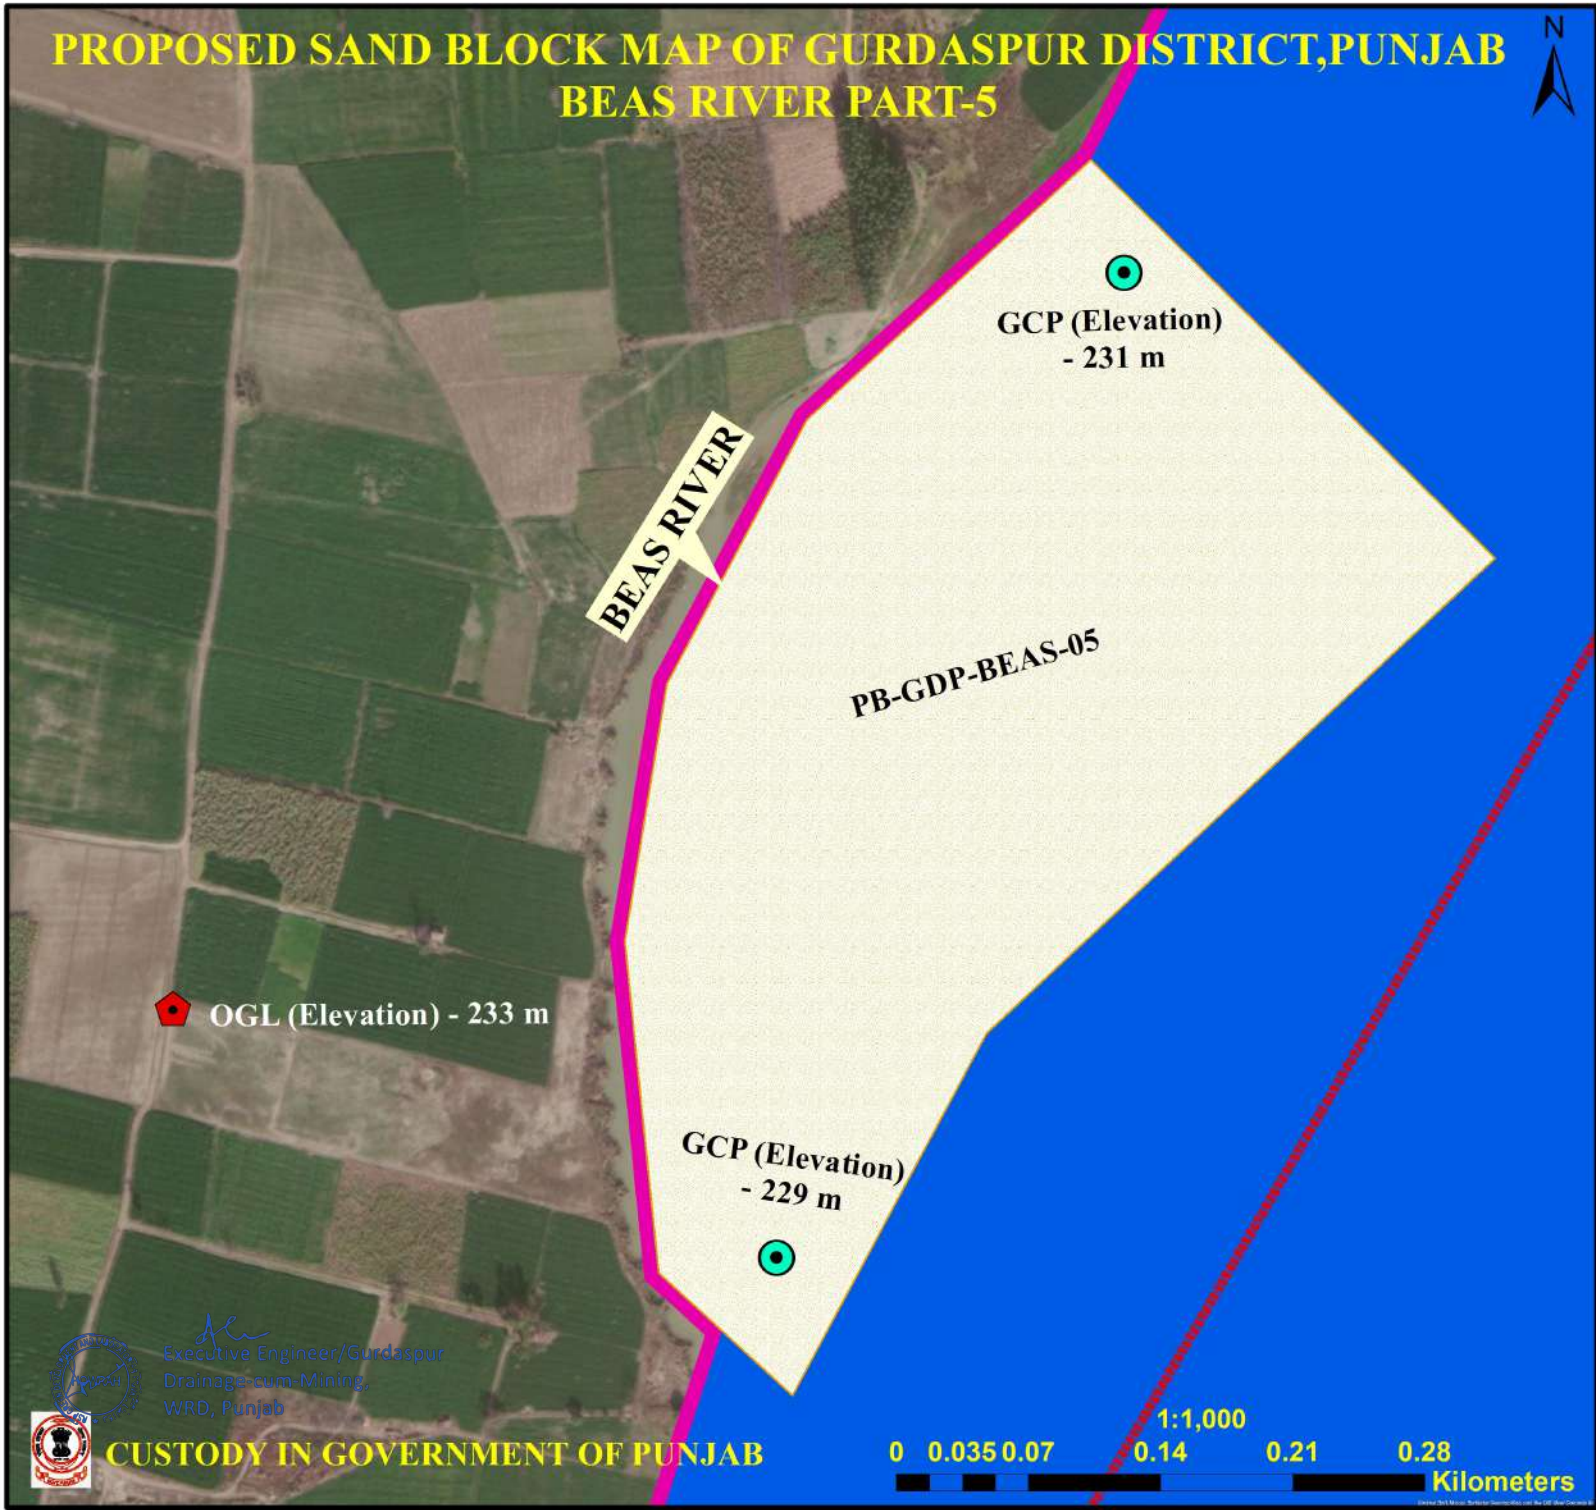 PROPOSED SAND BLOCK MAP OF GURDASPUR DISTRICT,PUNJAB
BEAS RIVER PART-5
N
GCP (Elevation)
- 231 m
BEAS RIVER
PB-GDP-BEAS-05
OGL (Elevation) - 233 m
GCP (Elevation)
- 229 m
Executive Engineer/Gurdaspur
Drainage-cum-Mining,
WRD, Punjab
CUSTODY IN GOVERNMENT OF PUNJAB
1:1,000
0 0.035 0.07 0.14 0.21 0.28
Kilometers